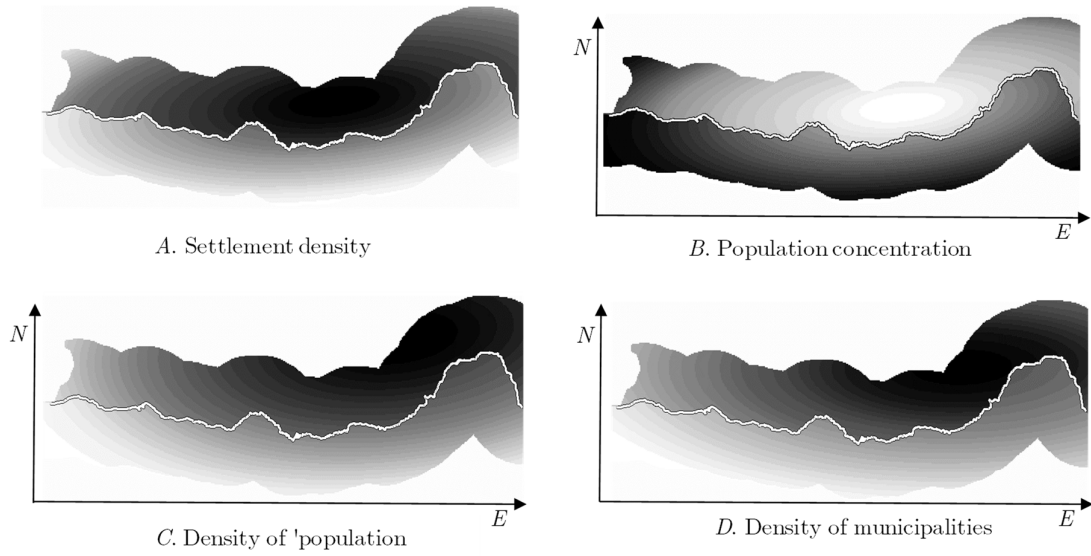 N
E
A. Settlement density
B. Population concentration
N
E
C. Density of 'population
N
E
D. Density of municipalities